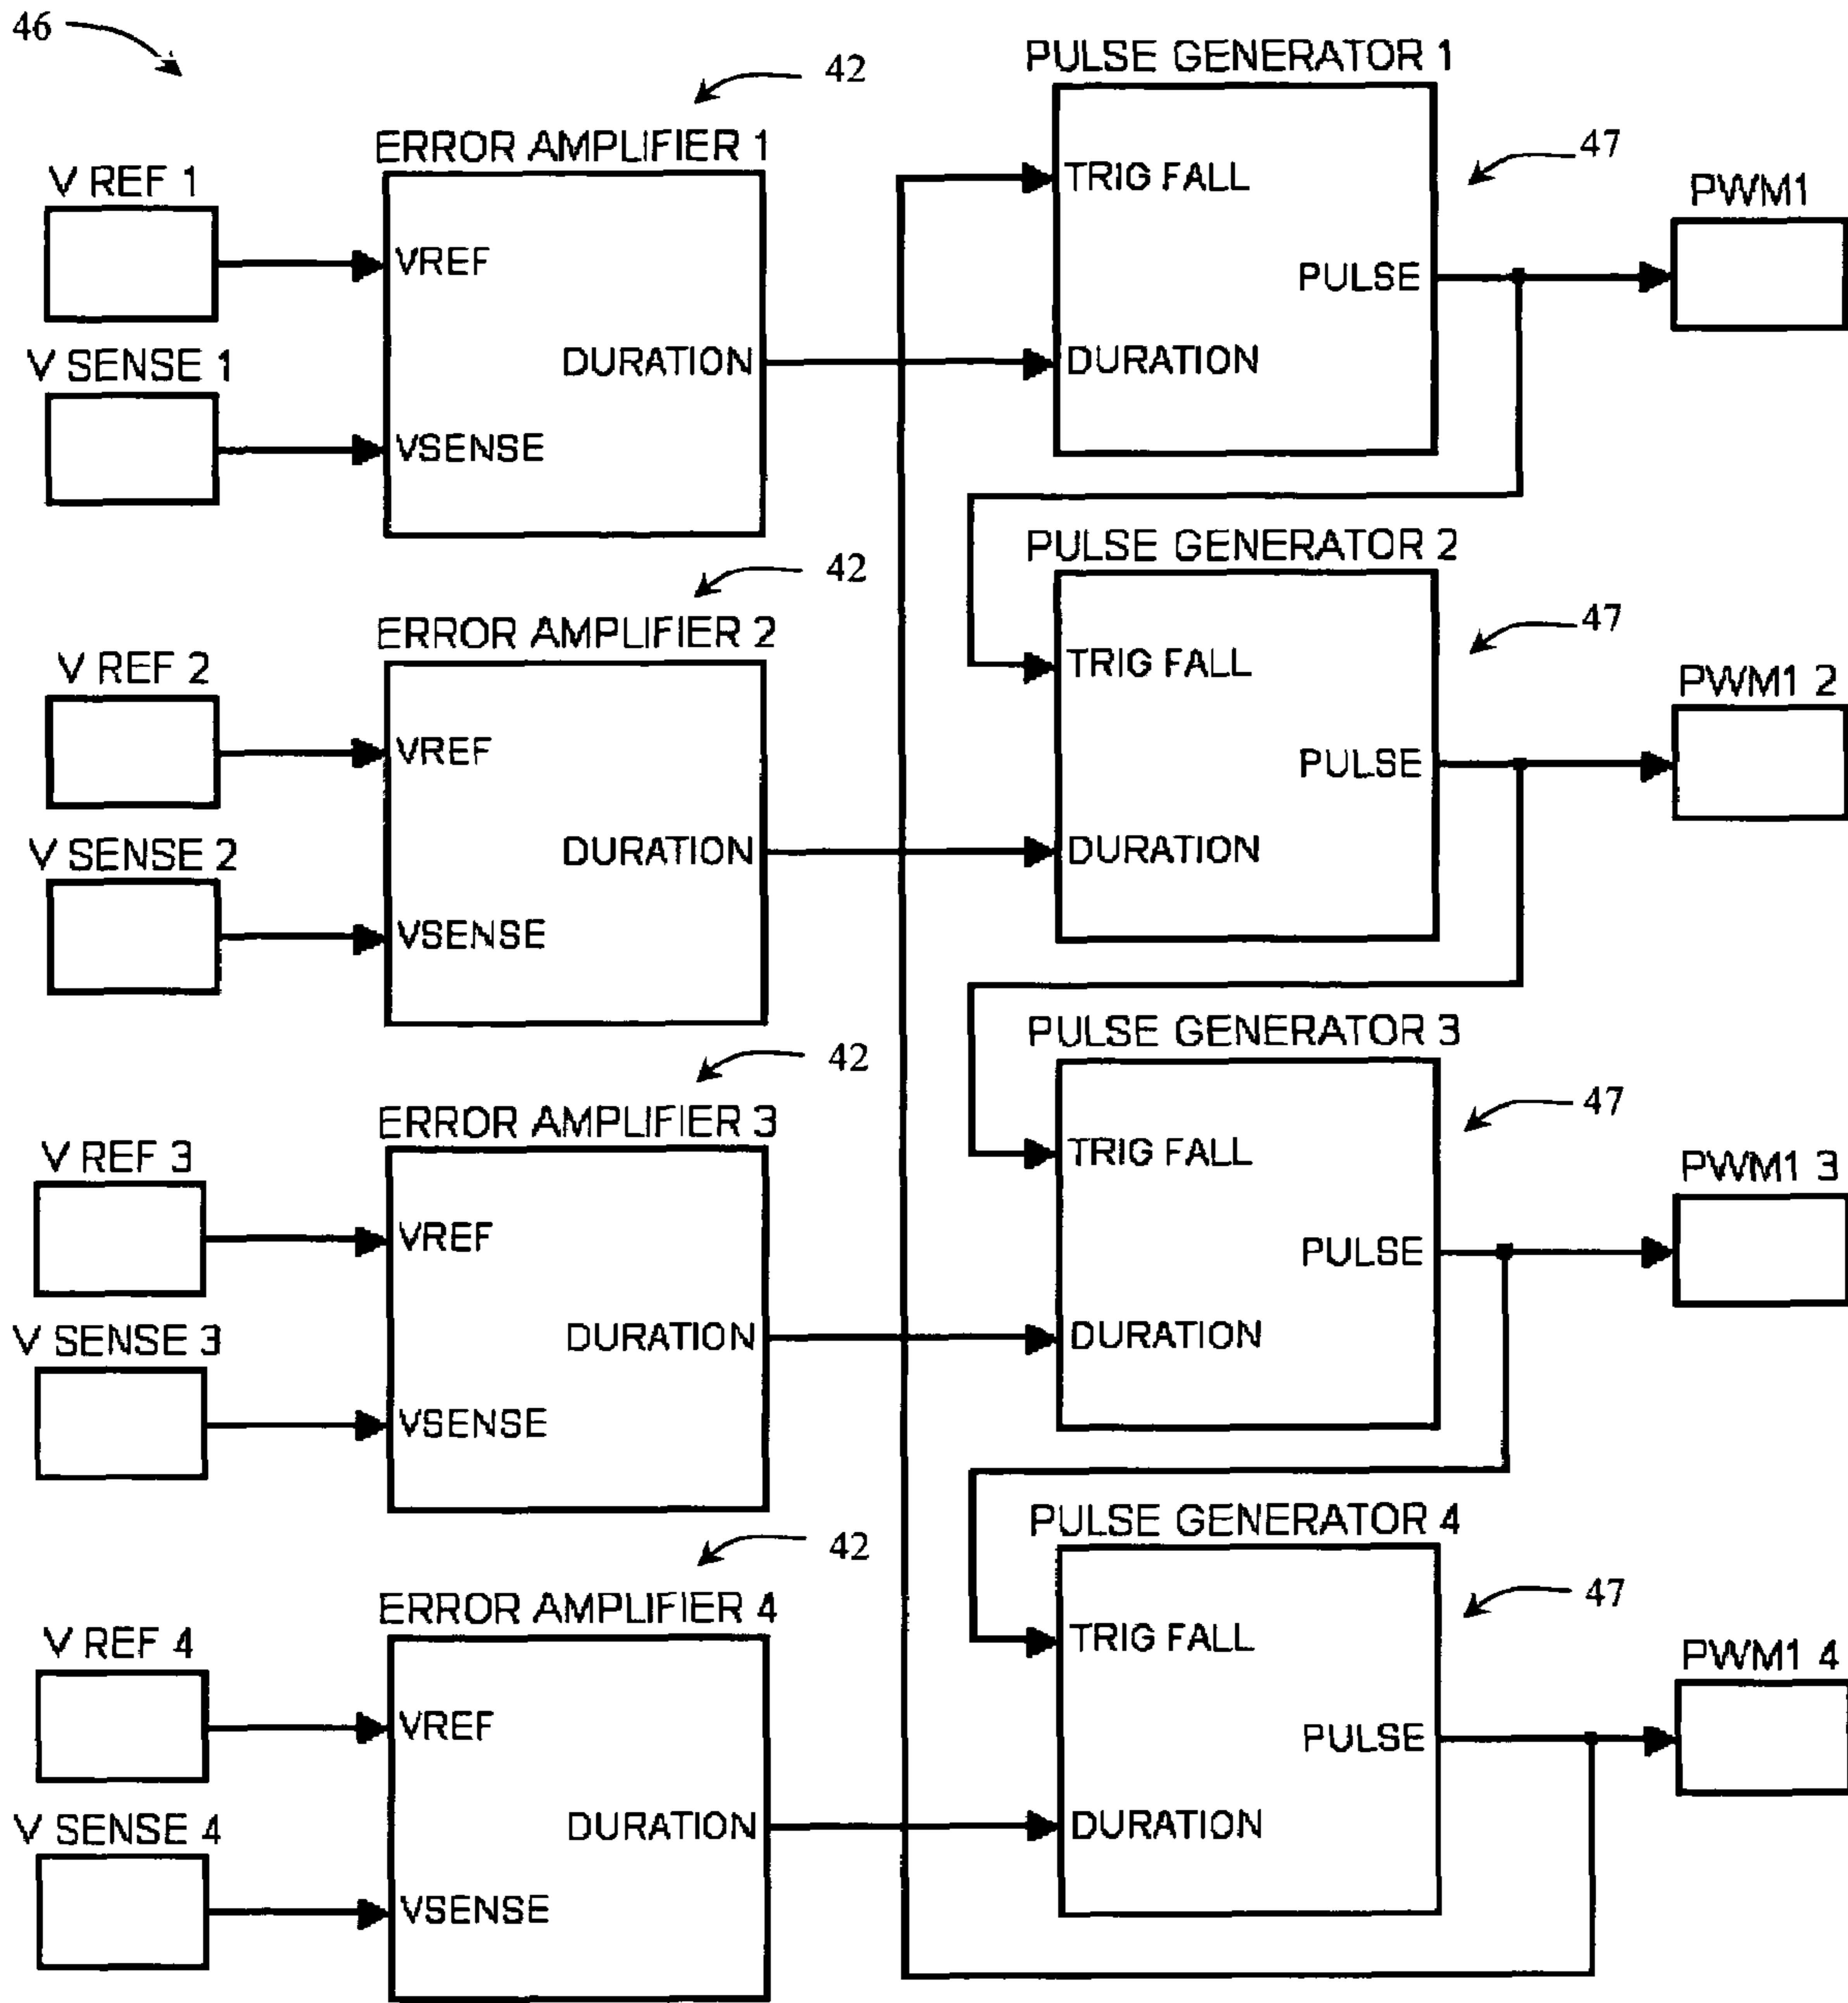 46
42
PULSE GENERATOR 1
ERROR AMPLIFIER 1
47
V REF 1
TRIG FALL
PWM1
VREF
PULSE
V SENSE 1
DURATION
DURATION
VSENSE
PULSE GENERATOR 2
42
ERROR AMPLIFIER 2
47
V REF 2
TRIG FALL
PWM1 2
VREF
PULSE
V SENSE 2
DURATION
DURATION
VSENSE
PULSE GENERATOR 3
42
ERROR AMPLIFIER 3
47
V REF 3
TRIG FALL
PWM1 3
VREF
PULSE
V SENSE 3
DURATION
DURATION
VSENSE
PULSE GENERATOR 4
42
ERROR AMPLIFIER 4
47
V REF 4
TRIG FALL
PWM1 4
VREF
PULSE
V SENSE 4
DURATION
DURATION
VSENSE